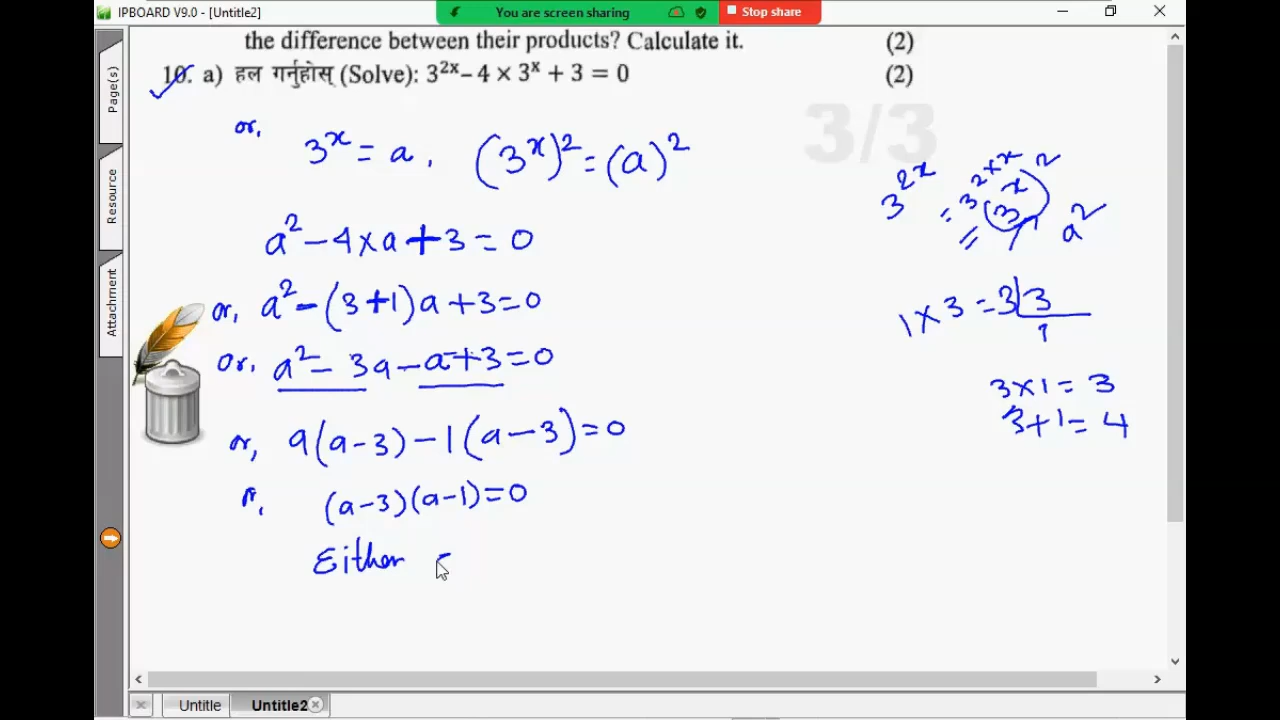 IPBOARD V9.0 - [Untitle2]
You are screen sharing
Stop share
Page(s)
Resource
Attachment
the difference between their products? Calculate it. (2)
10. a) हल गर्नुहोस् (Solve): 3^2x – 4 × 3^x + 3 = 0 (2)
3/3
or, 3^x = a, (3^x)^2 = (a)^2
a^2 - 4 × a + 3 = 0
or, a^2 - (3+1)a + 3 = 0
Or, a^2 - 3a - a + 3 = 0
or, a(a-3) - 1(a-3) = 0
(a-3)(a-1) = 0
Either
3^2x = 3^2×x
= (3^x)^2
a^2
1 × 3 = 3 3
1
3×1 = 3
3+1 = 4
Untitle
Untitle2